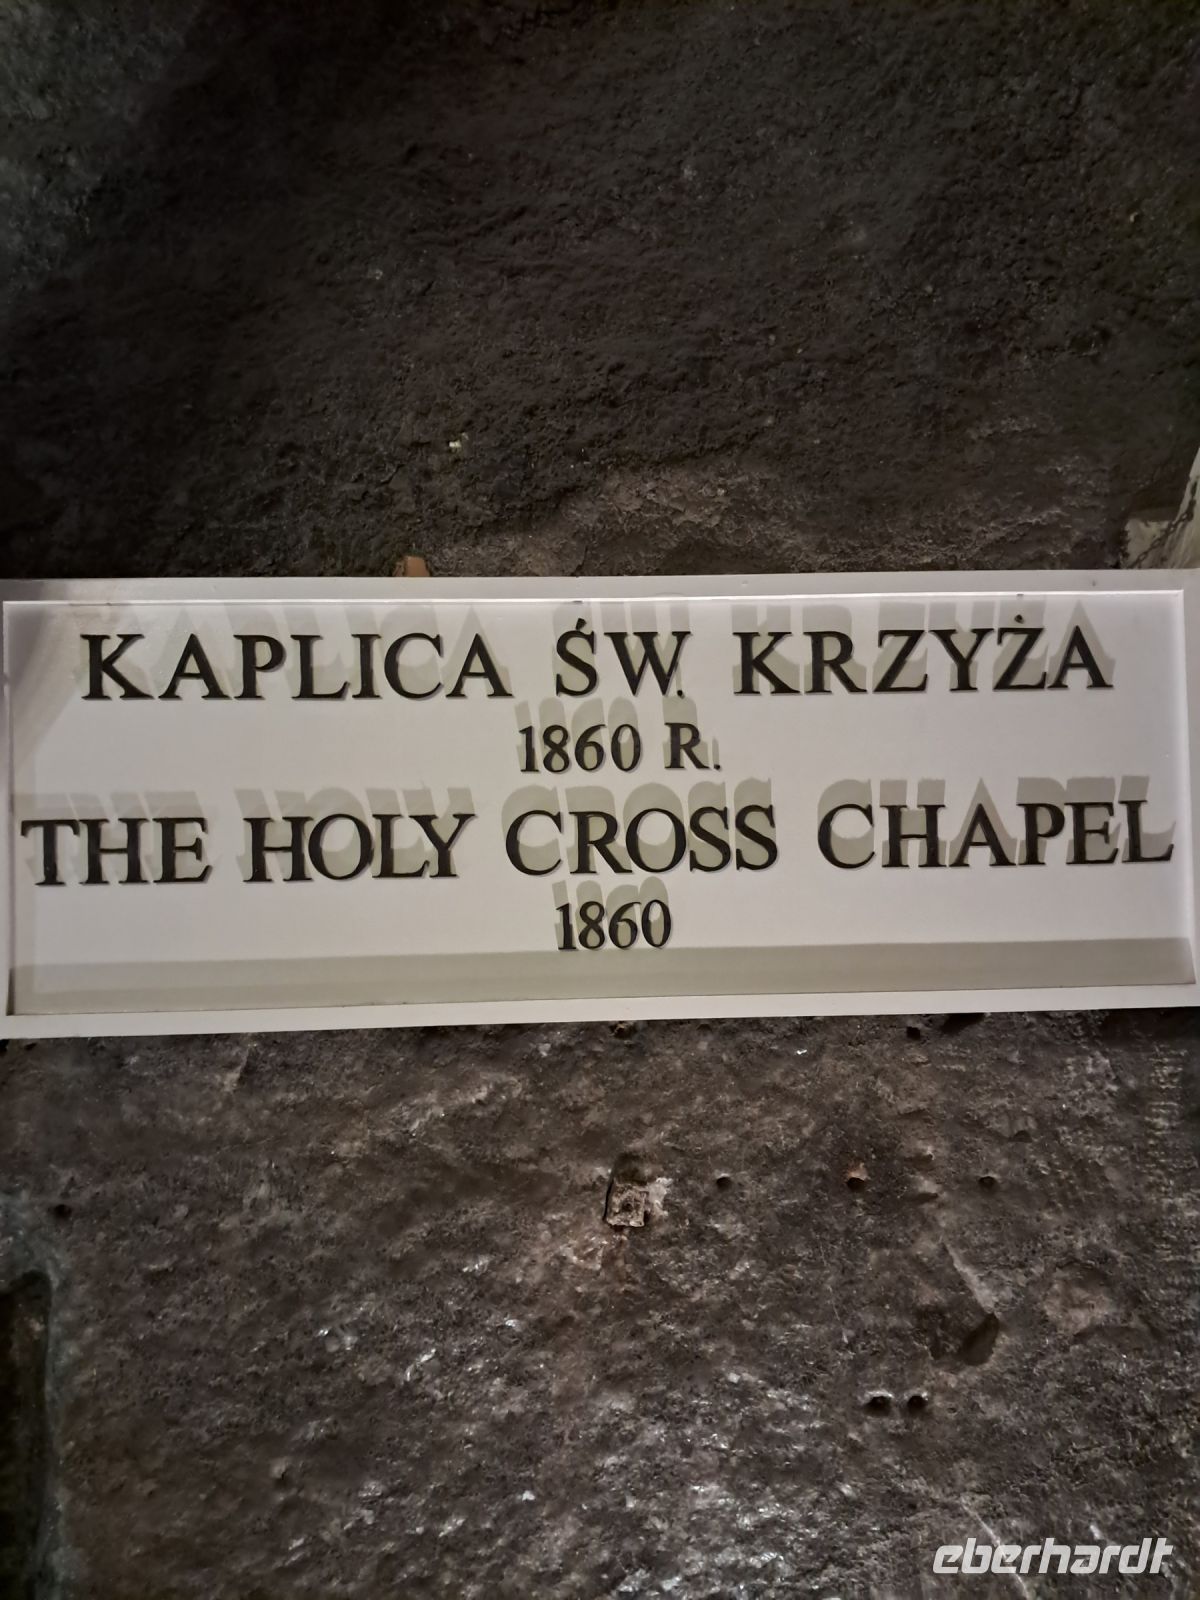 KAPLICA ŚW. KRZYŻA
1860 R.
THE HOLY CROSS CHAPEL
1860
eberhardt